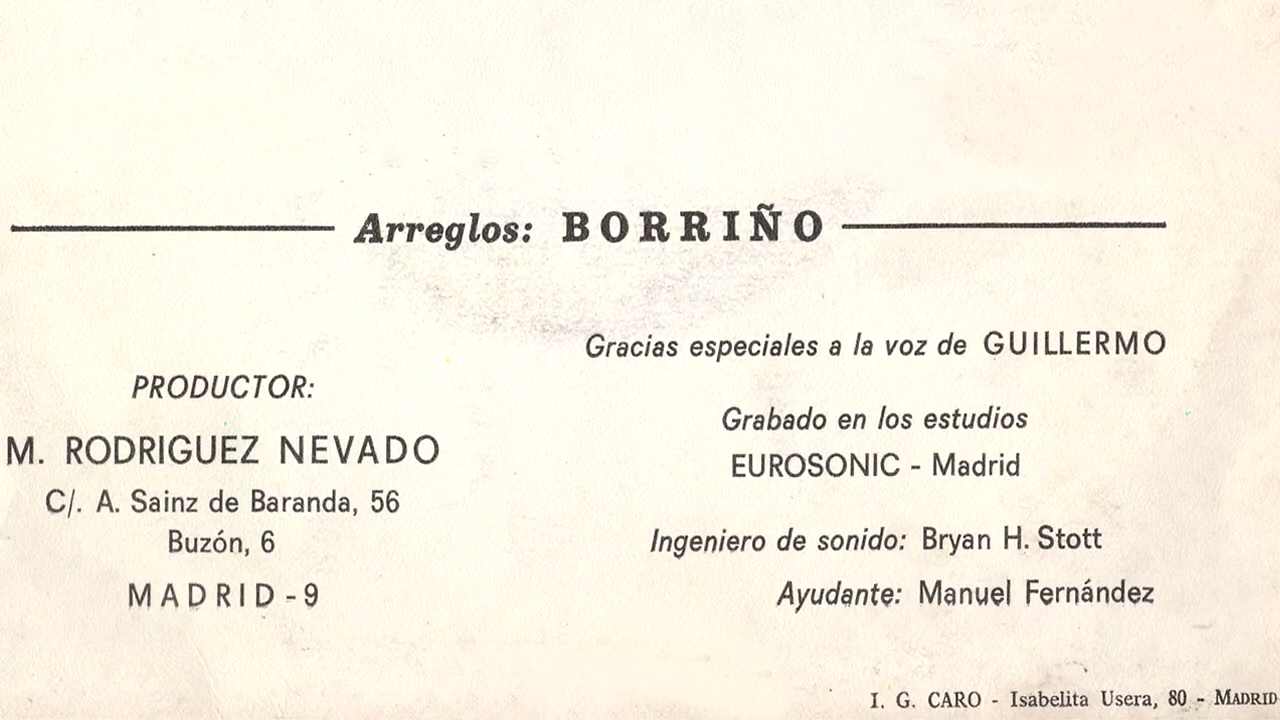 Arreglos: BORRIÑO
Gracias especiales a la voz de GUILLERMO
PRODUCTOR:
M. RODRIGUEZ NEVADO
C/. A. Sainz de Baranda, 56
Buzón, 6
MADRID - 9
Grabado en los estudios
EUROSONIC - Madrid
Ingeniero de sonido: Bryan H. Stott
Ayudante: Manuel Fernández
I. G. CARO - Isabelita Usera, 80 - MADRID